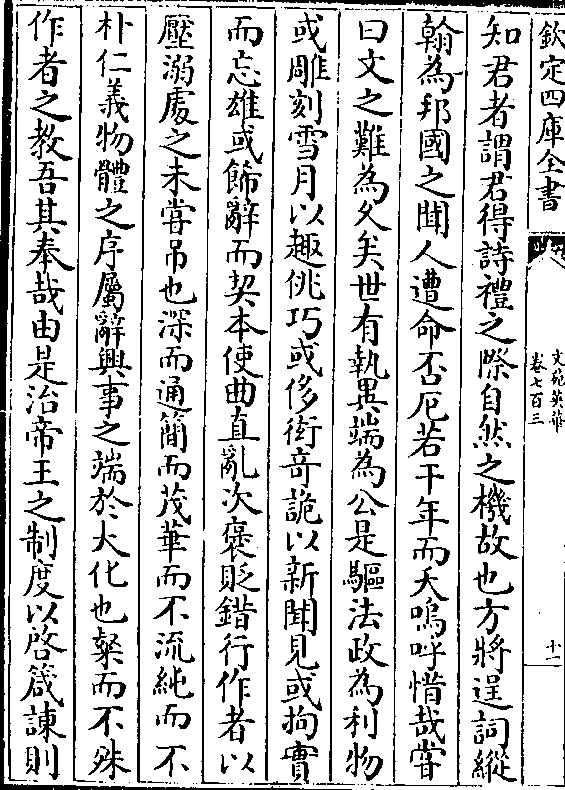 欽定四庫全書
文苑英華
卷七百三
十一
知君者謂君得詩禮之際自然之機故也方將逞詞縱
翰為邦國之聞人遭命否厄若干年而夭嗚呼惜哉嘗
曰文之難為久矣世有執異端為公是驅法政為利物
或雕刻雪月以趣佻巧或侈衒奇詭以新聞見或拘實
而忘雄或飾辭而契本使曲直亂次褒貶錯行作者以
壓溺處之未嘗弔也深而通簡而茂華而不流純而不
朴仁義物體之序屬辭興事之端於大化也粲而不殊
作者之教吾其奉哉由是治帝王之制度以啓箴諫則